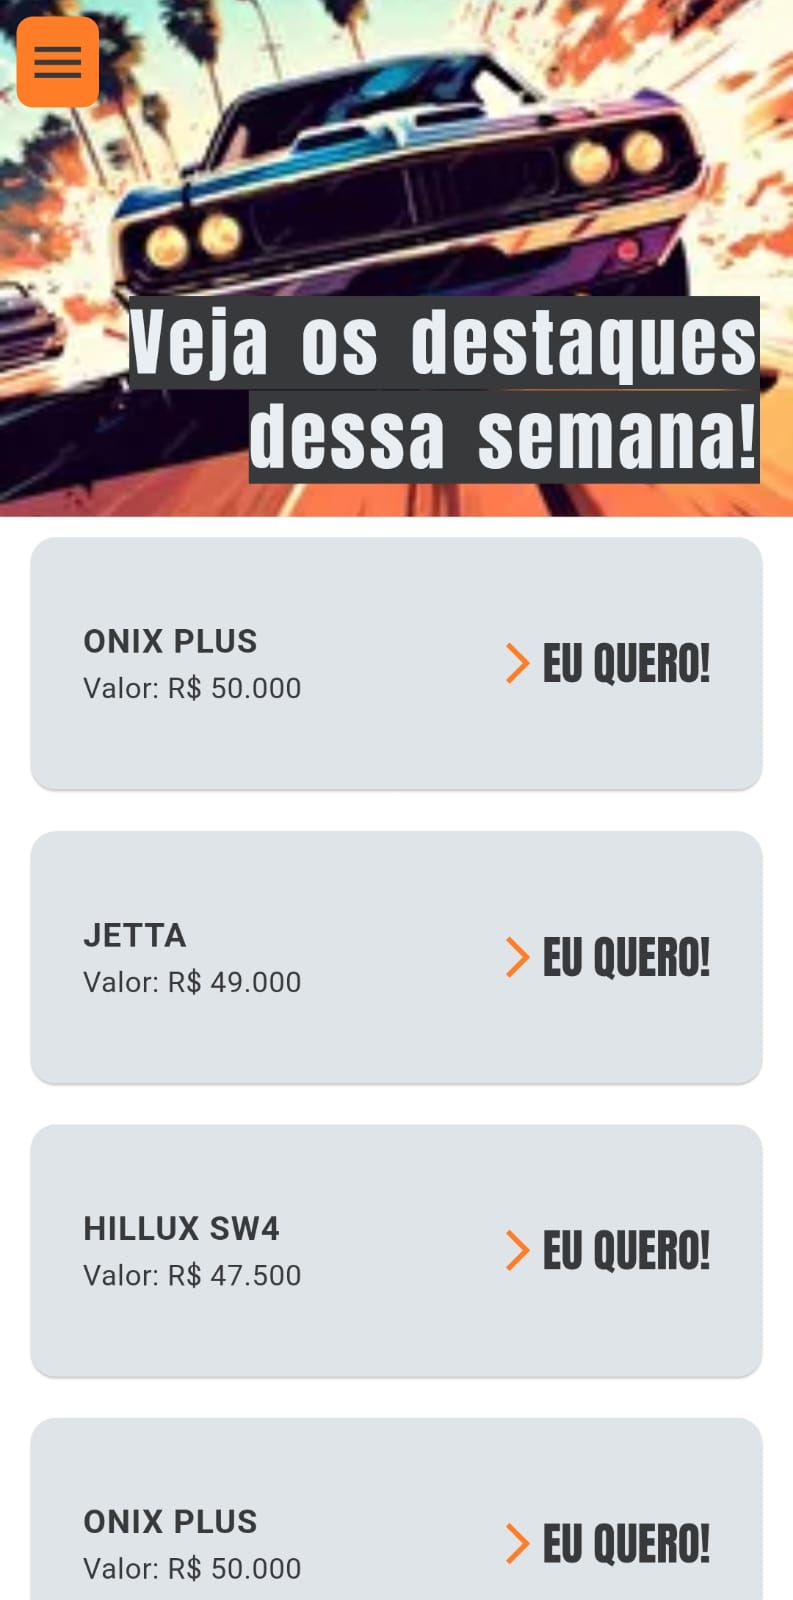 Veja os destaques
dessa semana!
ONIX PLUS
Valor: R$ 50.000
EU QUERO!
JETTA
Valor: R$ 49.000
EU QUERO!
HILLUX SW4
Valor: R$ 47.500
EU QUERO!
ONIX PLUS
Valor: R$ 50.000
EU QUERO!